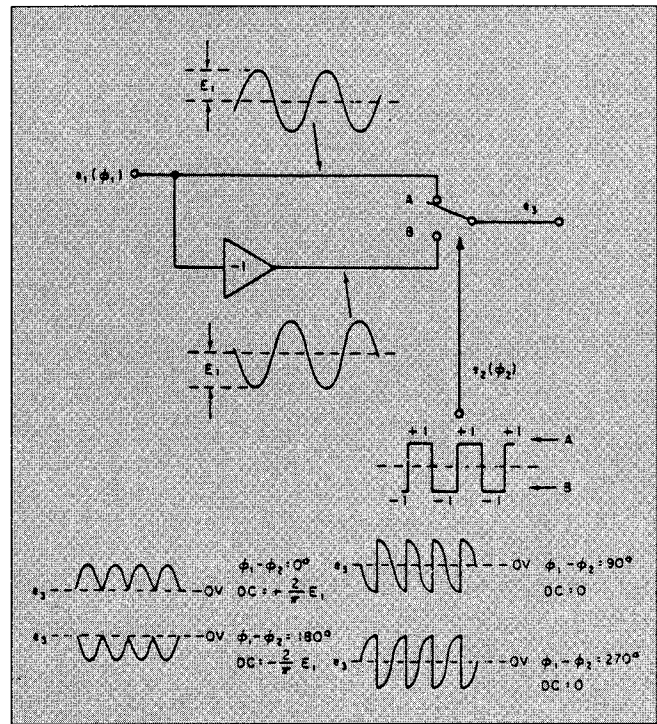 E₁
e₁(φ₁)
A
e₃
B
−1
E₁
e₂(φ₂)
+1 +1 +1
A
B
−1 −1 −1
e₃ 0V φ₁ − φ₂ = 0°
DC = + 2/π E₁
e₃ 0V φ₁ − φ₂ = 90°
DC = 0
e₃ 0V φ₁ − φ₂ = 180°
DC = − 2/π E₁
e₃ 0V φ₁ − φ₂ = 270°
DC = 0